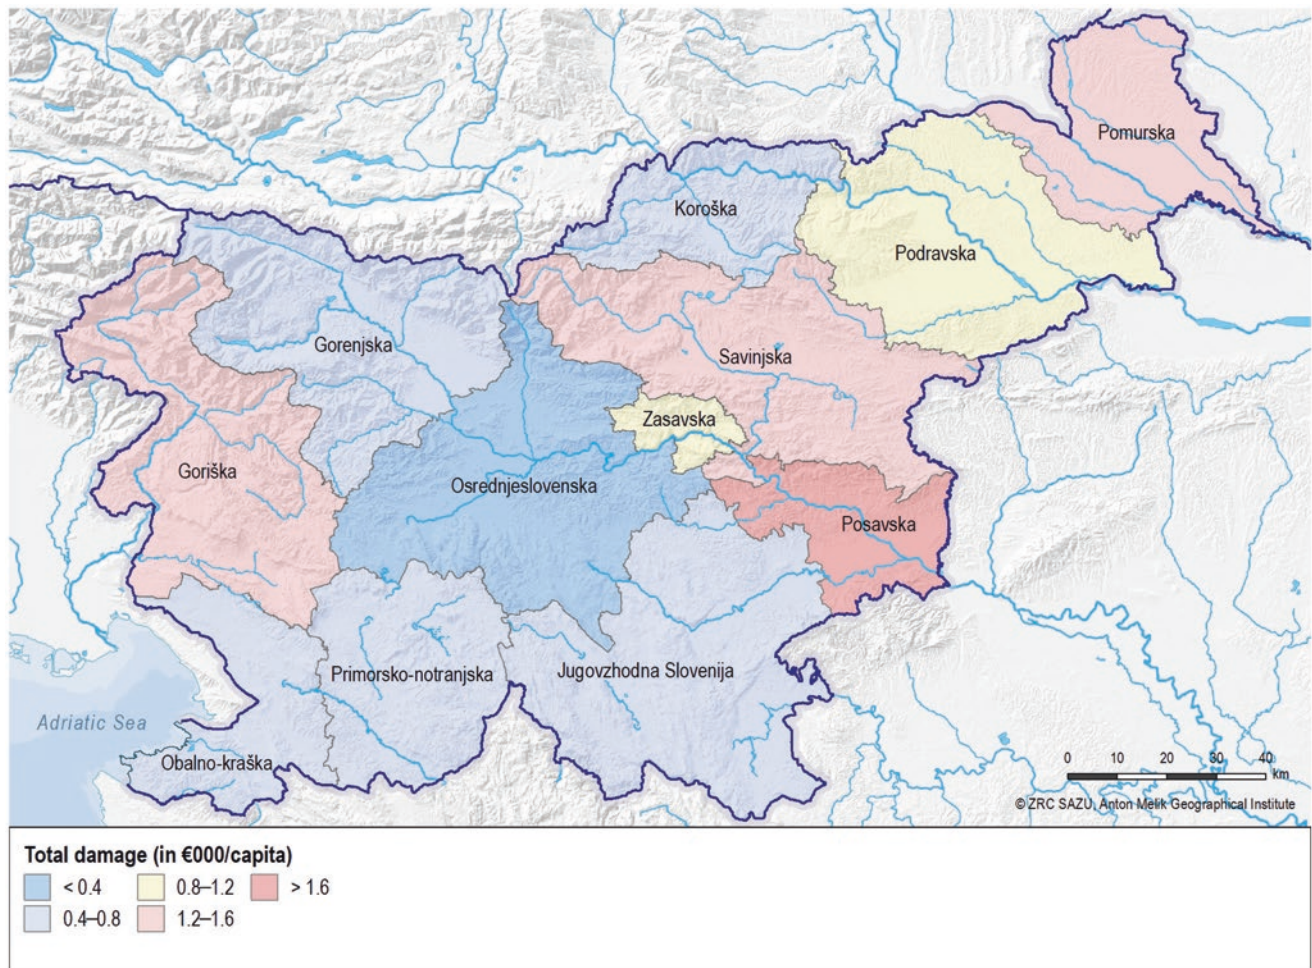 Pomurska
Koroška
Podravska
Gorenjska
Savinjska
Zasavska
Goriška
Osrednjeslovenska
Posavska
Primorsko-notranjska
Jugovzhodna Slovenija
Adriatic Sea
Obalno-kraška
0 10 20 30 40
km
© ZRC SAZU, Anton Melik Geographical Institute
Total damage (in €000/capita)
< 0.4
0.8–1.2
> 1.6
0.4–0.8
1.2–1.6